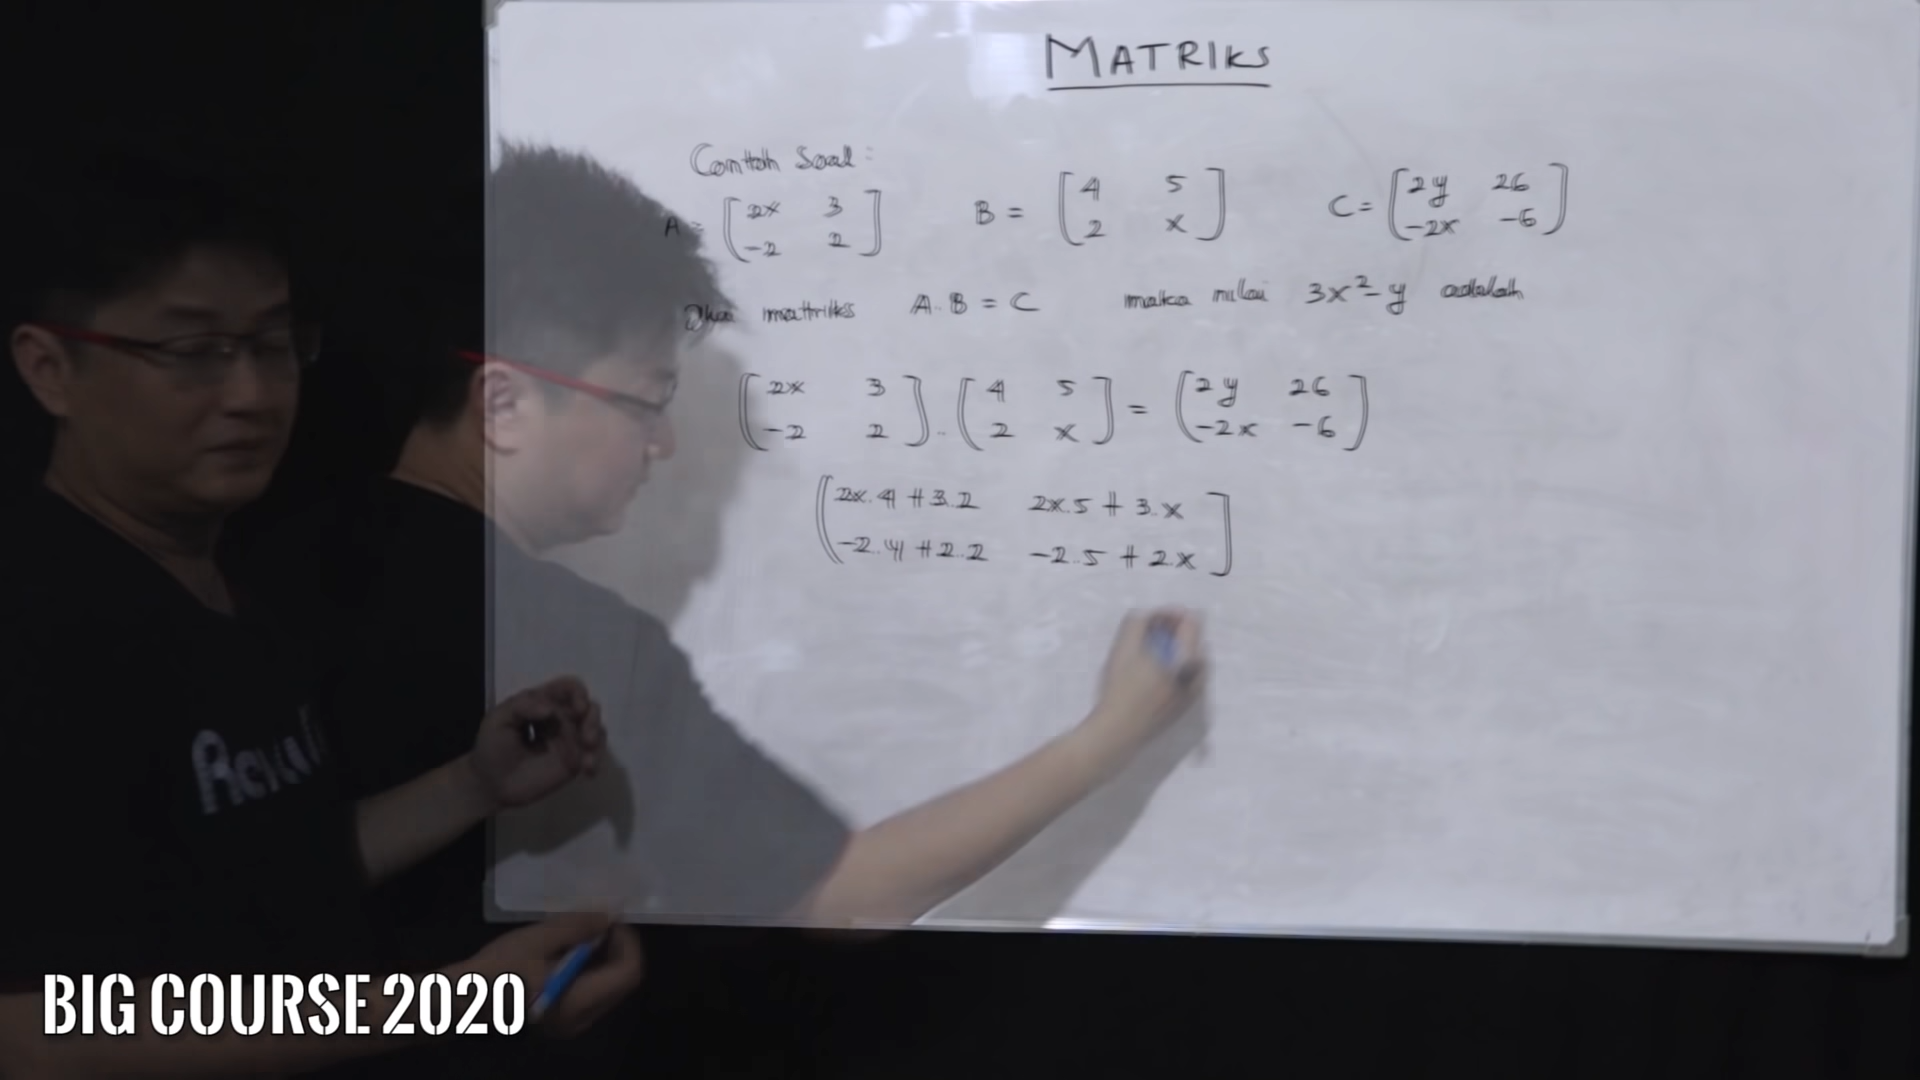 MATRIKS
Contoh Soal:
A = [2x 3 B = [4 5 C = [2y 26
-2 2] 2 x] -2x -6]
Jika matriks A.B = C maka nilai 3x²-y adalah
[2x 3 . [4 5 = [2y 26
-2 2] 2 x] -2x -6]
[2x.4 + 3.2 2x.5 + 3.x
-2.4 + 2.2 -2.5 + 2x]
BIG COURSE 2020